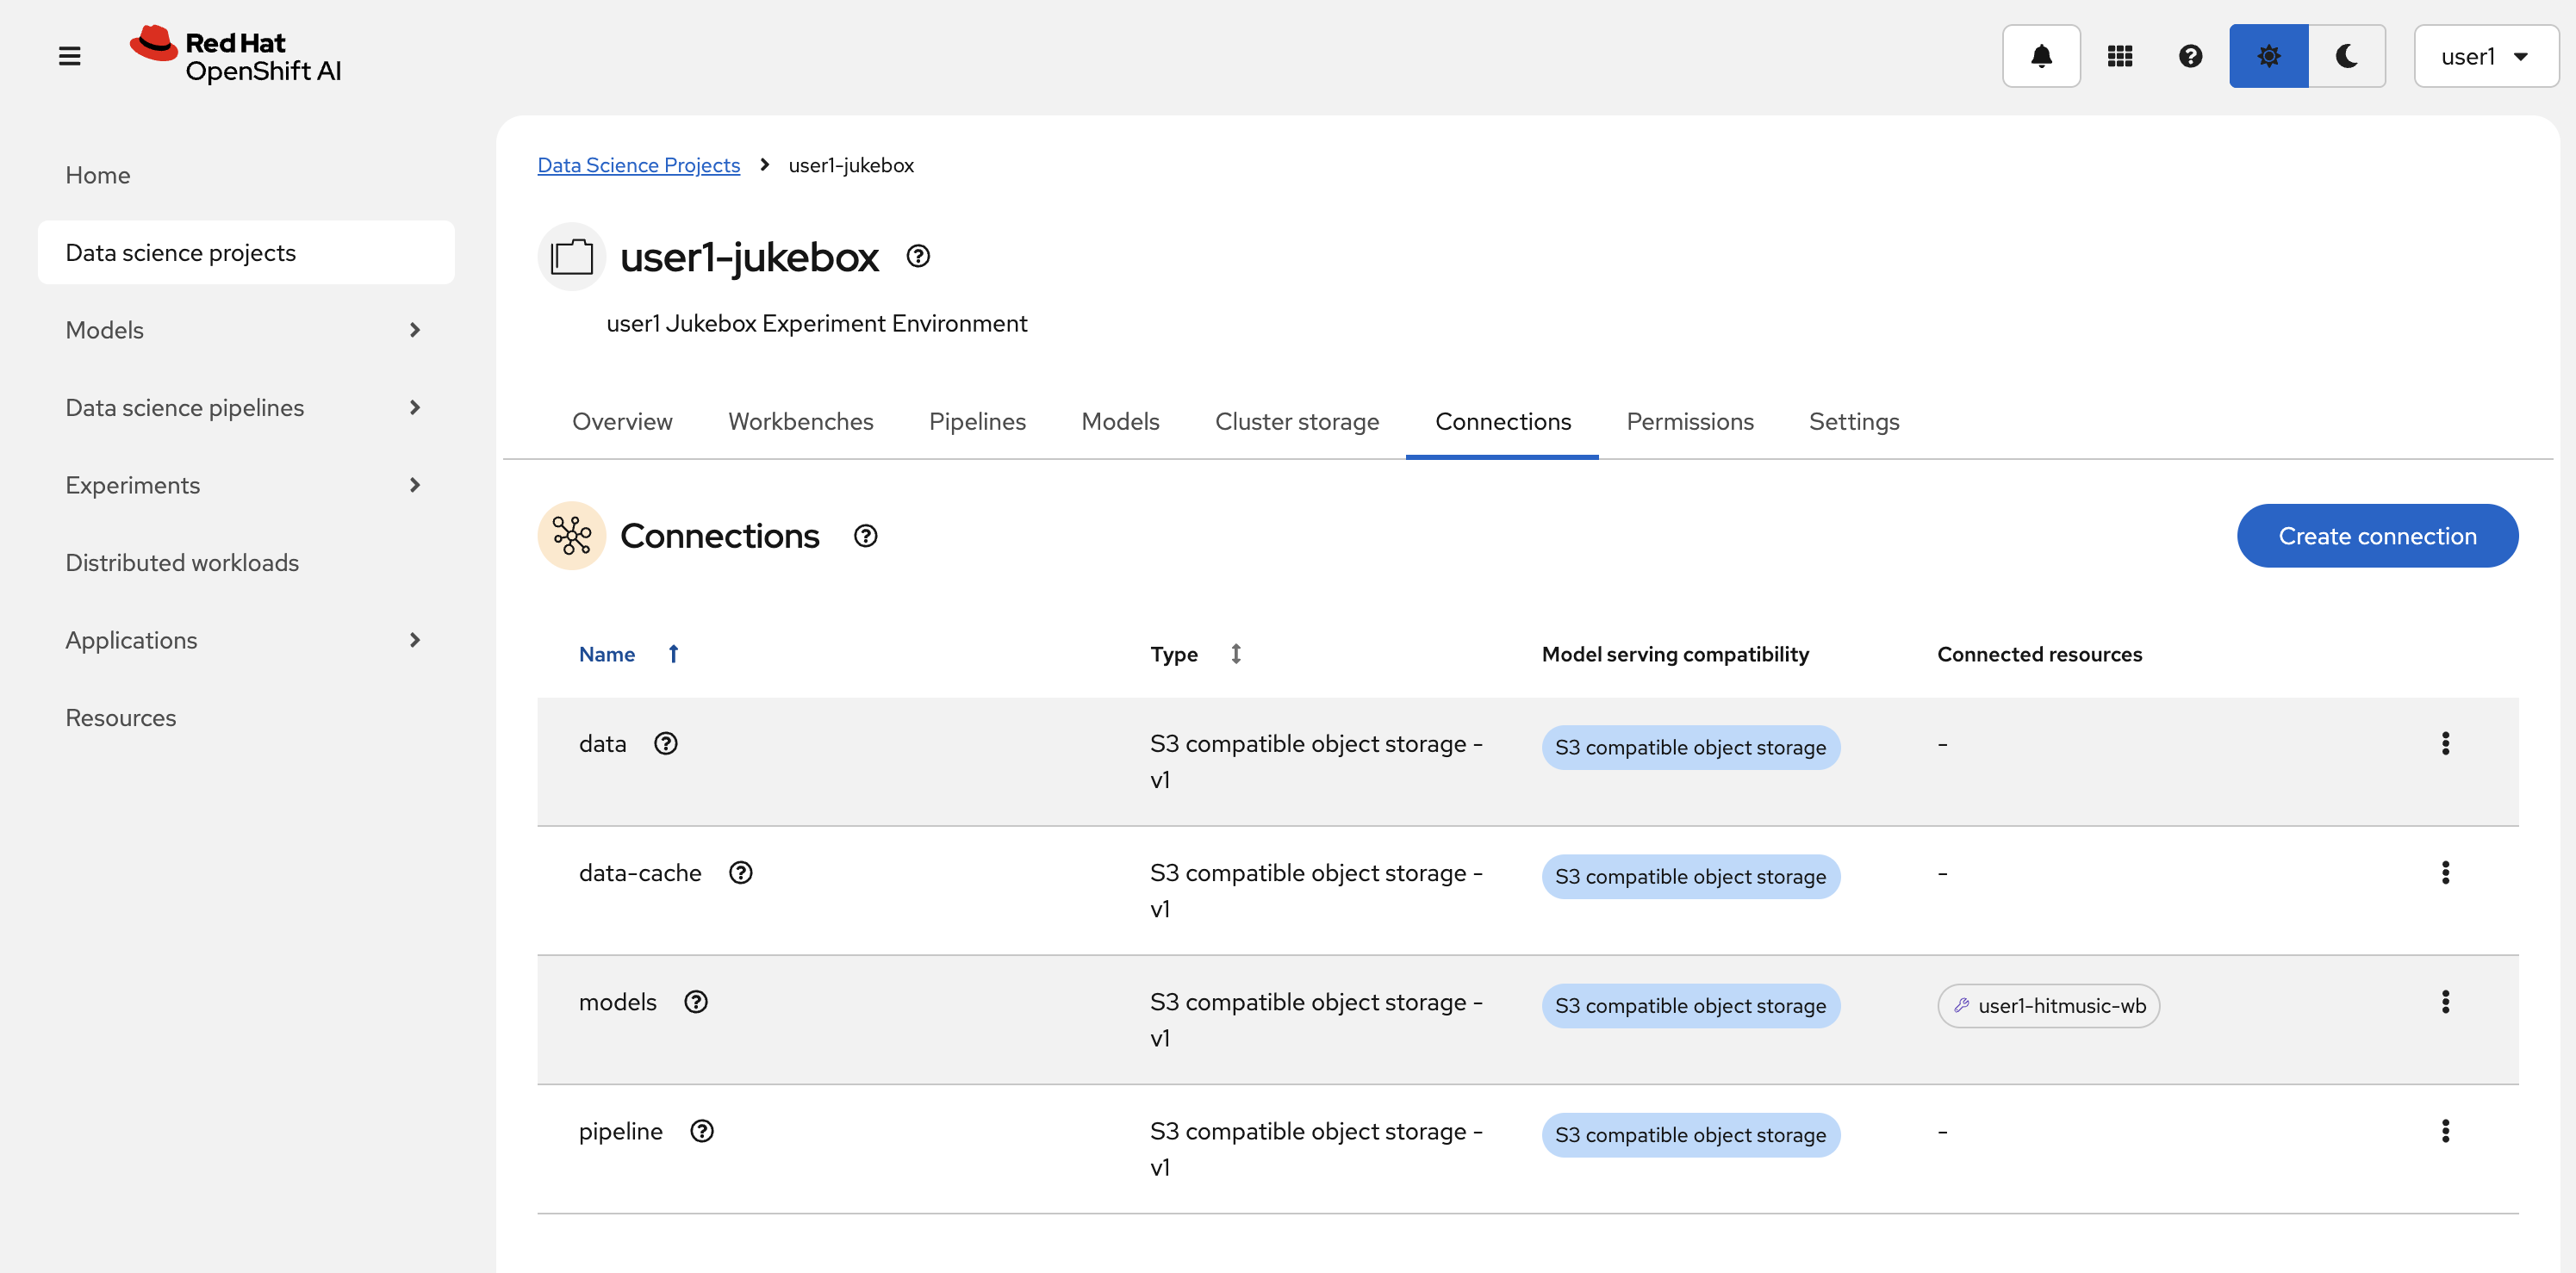 Red Hat
OpenShift AI
user1
Home
Data science projects
Models
Data science pipelines
Experiments
Distributed workloads
Applications
Resources
Data Science Projects > user1-jukebox
user1-jukebox
user1 Jukebox Experiment Environment
Overview Workbenches Pipelines Models Cluster storage Connections Permissions Settings
Connections
Create connection
Name Type Model serving compatibility Connected resources
data S3 compatible object storage - S3 compatible object storage -
v1
data-cache S3 compatible object storage - S3 compatible object storage -
v1
models S3 compatible object storage - S3 compatible object storage user1-hitmusic-wb
v1
pipeline S3 compatible object storage - S3 compatible object storage -
v1